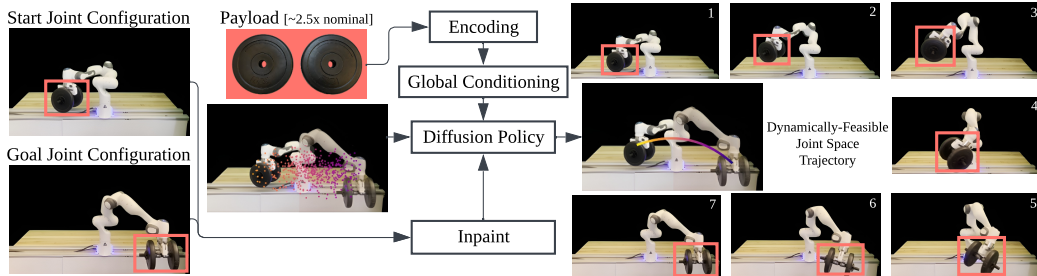 Start Joint Configuration
Payload [~2.5x nominal]
Encoding
Global Conditioning
Diffusion Policy
Goal Joint Configuration
Inpaint
1
2
3
Dynamically-Feasible
Joint Space
Trajectory
4
7
6
5